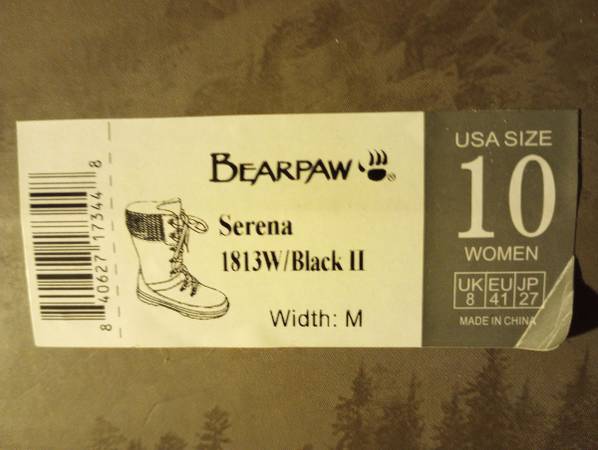 8 40627 17344 8
BEARPAW ®
Serena
1813W/Black II
Width: M
USA SIZE
10
WOMEN
UK EU JP
8 41 27
MADE IN CHINA